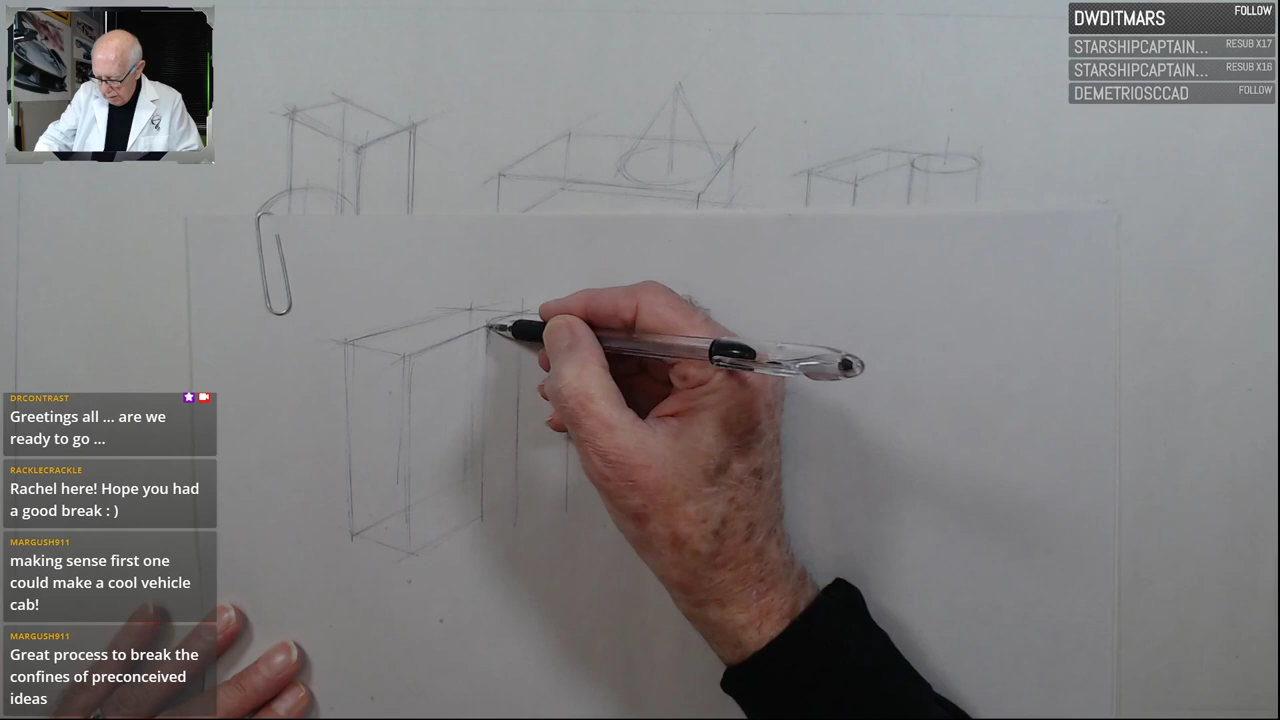 DWDITMARS FOLLOW
STARSHIPCAPTAIN... RESUB X17
STARSHIPCAPTAIN... RESUB X16
DEMETRIOSCCAD FOLLOW
DRCONTRAST
Greetings all ... are we
ready to go ...
RACKLECRACKLE
Rachel here! Hope you had
a good break : )
MARGUSH911
making sense first one
could make a cool vehicle
cab!
MARGUSH911
Great process to break the
confines of preconceived
ideas